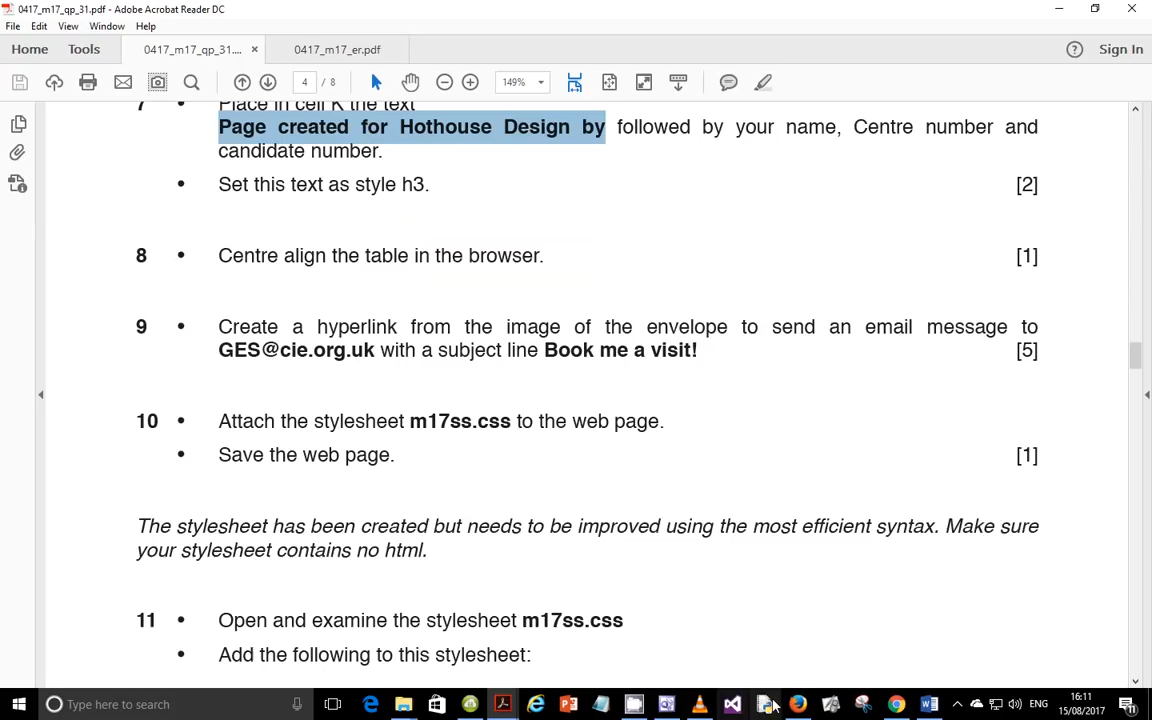 0417_m17_qp_31.pdf - Adobe Acrobat Reader DC
File Edit View Window Help
Home Tools 0417_m17_qp_31.... × 0417_m17_er.pdf ? Sign In
4 / 8 149%
7 • Place in cell K the text
Page created for Hothouse Design by followed by your name, Centre number and
candidate number.
• Set this text as style h3. [2]
8 • Centre align the table in the browser. [1]
9 • Create a hyperlink from the image of the envelope to send an email message to
GES@cie.org.uk with a subject line Book me a visit! [5]
10 • Attach the stylesheet m17ss.css to the web page.
• Save the web page. [1]
The stylesheet has been created but needs to be improved using the most efficient syntax. Make sure
your stylesheet contains no html.
11 • Open and examine the stylesheet m17ss.css
• Add the following to this stylesheet:
Type here to search ENG 16:11
15/08/2017 11